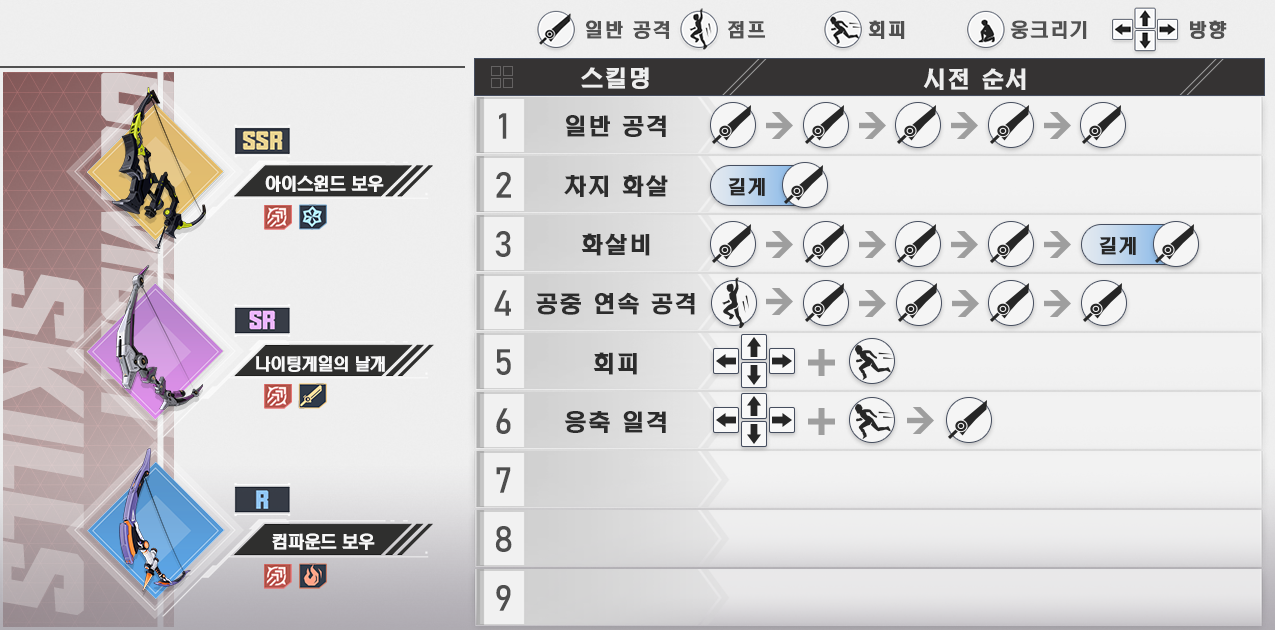 일반 공격 점프 회피 웅크리기 방향
스킬명 시전 순서
SSR
아이스윈드 보우
SR
나이팅게일의 날개
R
컴파운드 보우
SKILLS
1 일반 공격
2 차지 화살 길게
3 화살비 길게
4 공중 연속 공격
5 회피
6 응축 일격
7
8
9